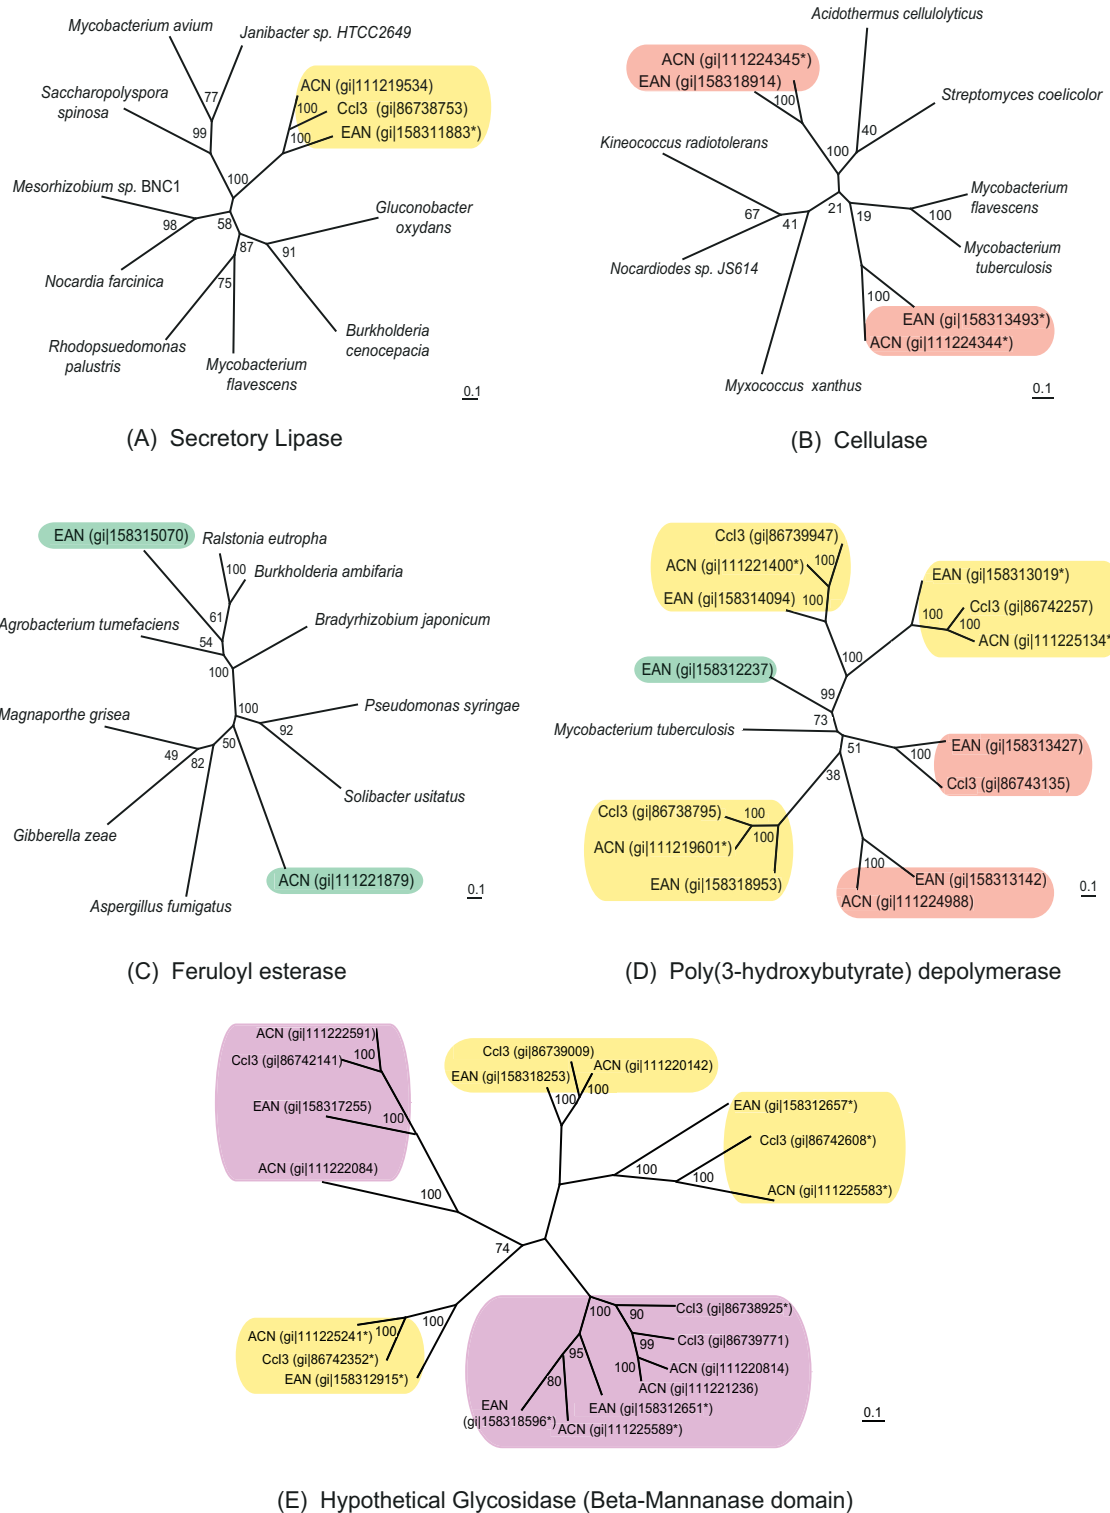 Mycobacterium avium
Janibacter sp. HTCC2649
Saccharopolyspora
spinosa
ACN (gi|111219534)
CcI3 (gi|86738753)
EAN (gi|158311883*)
77
99
100
100
100
Mesorhizobium sp. BNC1
98
58
87
91
75
Gluconobacter
oxydans
Nocardia farcinica
Rhodopsuedomonas
palustris
Mycobacterium
flavescens
Burkholderia
cenocepacia
0.1
(A) Secretory Lipase
Acidothermus cellulolyticus
ACN (gi|111224345*)
EAN (gi|158318914)
100
Streptomyces coelicolor
40
100
Kineococcus radiotolerans
67
41
21
19
Mycobacterium
flavescens
100
Mycobacterium
tuberculosis
Nocardiodes sp. JS614
100
EAN (gi|158313493*)
ACN (gi|111224344*)
Myxococcus xanthus
0.1
(B) Cellulase
EAN (gi|158315070)
Ralstonia eutropha
100
Burkholderia ambifaria
61
54
Agrobacterium tumefaciens
Bradyrhizobium japonicum
100
100
Pseudomonas syringae
92
Magnaporthe grisea
50
49
82
Solibacter usitatus
Gibberella zeae
ACN (gi|111221879)
Aspergillus fumigatus
0.1
(C) Feruloyl esterase
CcI3 (gi|86739947)
100
ACN (gi|111221400*)
EAN (gi|158314094)
100
EAN (gi|158313019*)
CcI3 (gi|86742257)
100
100
ACN (gi|111225134*
100
EAN (gi|158312237)
99
73
Mycobacterium tuberculosis
51
EAN (gi|158313427)
100
CcI3 (gi|86743135)
38
CcI3 (gi|86738795)
100
100
ACN (gi|111219601*)
EAN (gi|158318953)
100
EAN (gi|158313142)
ACN (gi|111224988)
0.1
(D) Poly(3-hydroxybutyrate) depolymerase
ACN (gi|111222591)
100
CcI3 (gi|86742141)
EAN (gi|158317255)
100
ACN (gi|111222084)
100
CcI3 (gi|86739009)
EAN (gi|158318253)
ACN (gi|111220142)
100
100
EAN (gi|158312657*)
CcI3 (gi|86742608*)
100
100
ACN (gi|111225583*)
74
100
ACN (gi|111225241*)
100
CcI3 (gi|86742352*)
EAN (gi|158312915*)
100
90
CcI3 (gi|86738925*)
99
CcI3 (gi|86739771)
95
100
ACN (gi|111220814)
80
ACN (gi|111221236)
EAN
(gi|158318596*)
EAN (gi|158312651*)
ACN (gi|111225589*)
0.1
(E) Hypothetical Glycosidase (Beta-Mannanase domain)